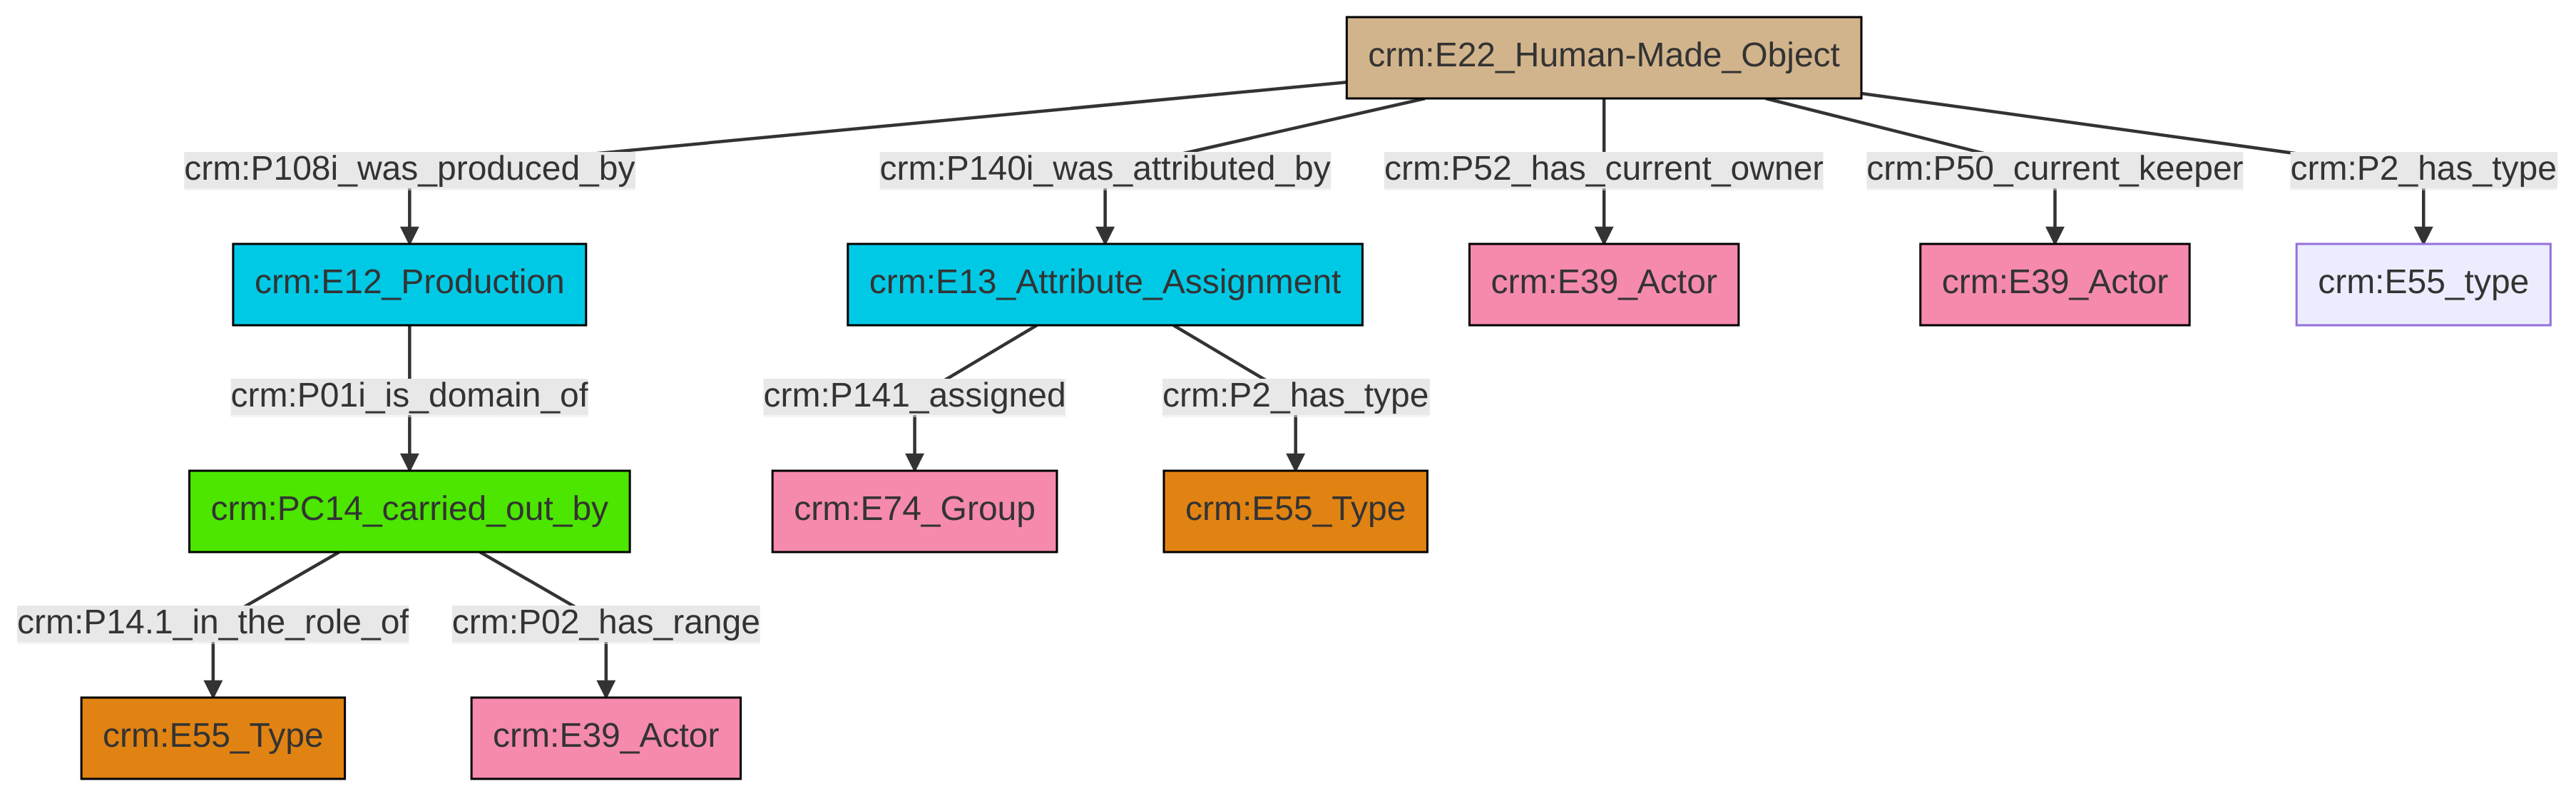 crm:E22_Human-Made_Object
crm:P108i_was_produced_by
crm:P140i_was_attributed_by
crm:P52_has_current_owner
crm:P50_current_keeper
crm:P2_has_type
crm:E12_Production
crm:E13_Attribute_Assignment
crm:E39_Actor
crm:E39_Actor
crm:E55_type
crm:P01i_is_domain_of
crm:P141_assigned
crm:P2_has_type
crm:PC14_carried_out_by
crm:E74_Group
crm:E55_Type
crm:P14.1_in_the_role_of
crm:P02_has_range
crm:E55_Type
crm:E39_Actor